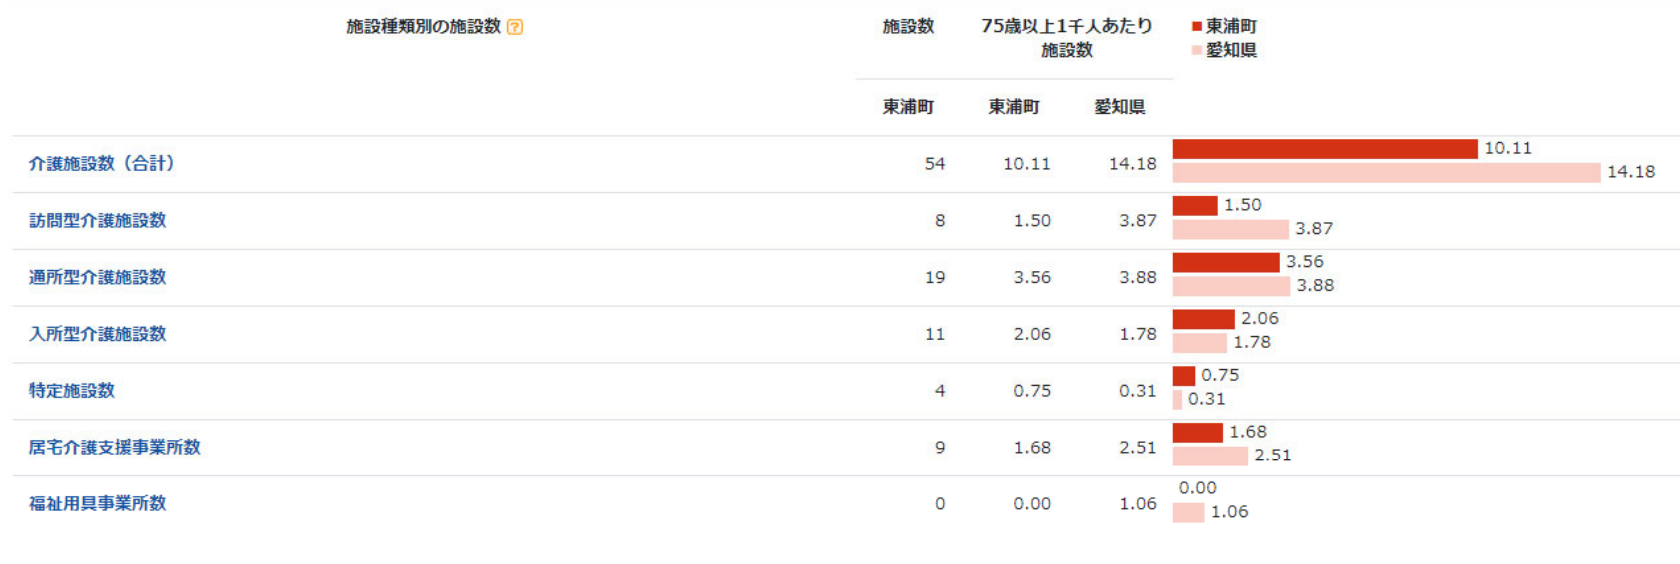 施設種類別の施設数 ?
施設数
75歳以上1千人あたり
施設数
■東浦町
■愛知県
東浦町 東浦町 愛知県
介護施設数（合計） 54 10.11 14.18 10.11
14.18
訪問型介護施設数 8 1.50 3.87 1.50
3.87
通所型介護施設数 19 3.56 3.88 3.56
3.88
入所型介護施設数 11 2.06 1.78 2.06
1.78
特定施設数 4 0.75 0.31 0.75
0.31
居宅介護支援事業所数 9 1.68 2.51 1.68
2.51
福祉用具事業所数 0 0.00 1.06 0.00
1.06